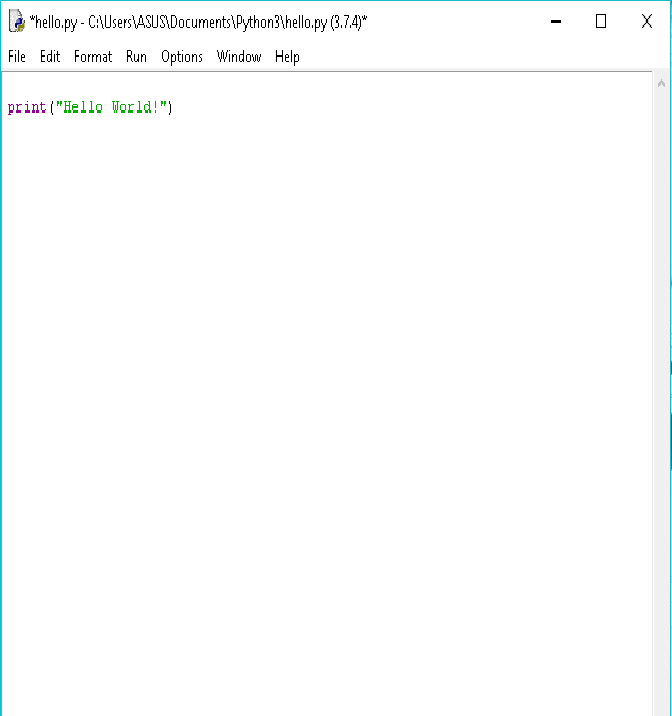 *hello.py - C:\Users\ASUS\Documents\Python3\hello.py (3.7.4)*
File Edit Format Run Options Window Help
print("Hello World!")